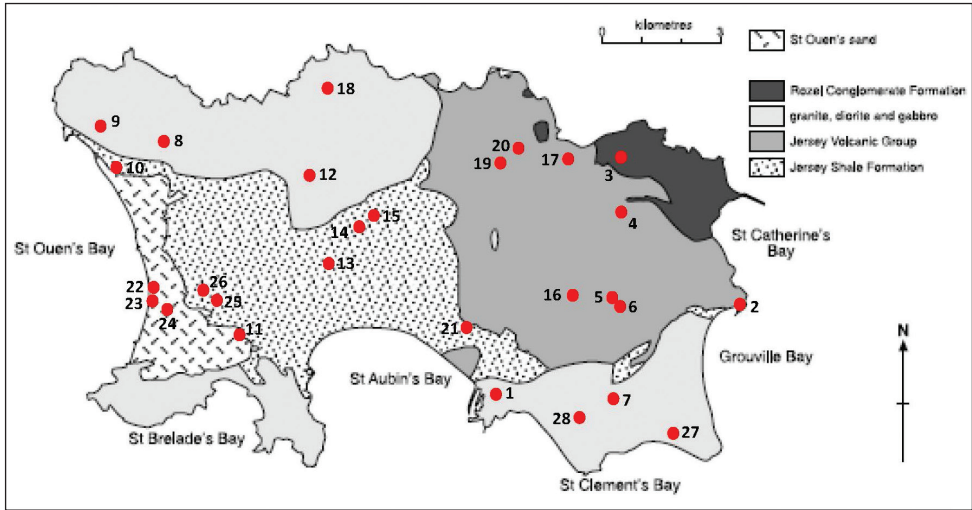 kilometres
0 3
St Ouen's sand
Rozel Conglomerate Formation
granite, diorite and gabbro
Jersey Volcanic Group
Jersey Shale Formation
18
9
8
20
17
10
19
3
12
15
4
14
St Ouen's Bay
St Catherine's
Bay
13
22
26
16
5
2
23
25
6
24
11
21
N
Grouville Bay
St Aubin's Bay
1
7
St Brelade's Bay
28
27
St Clement's Bay